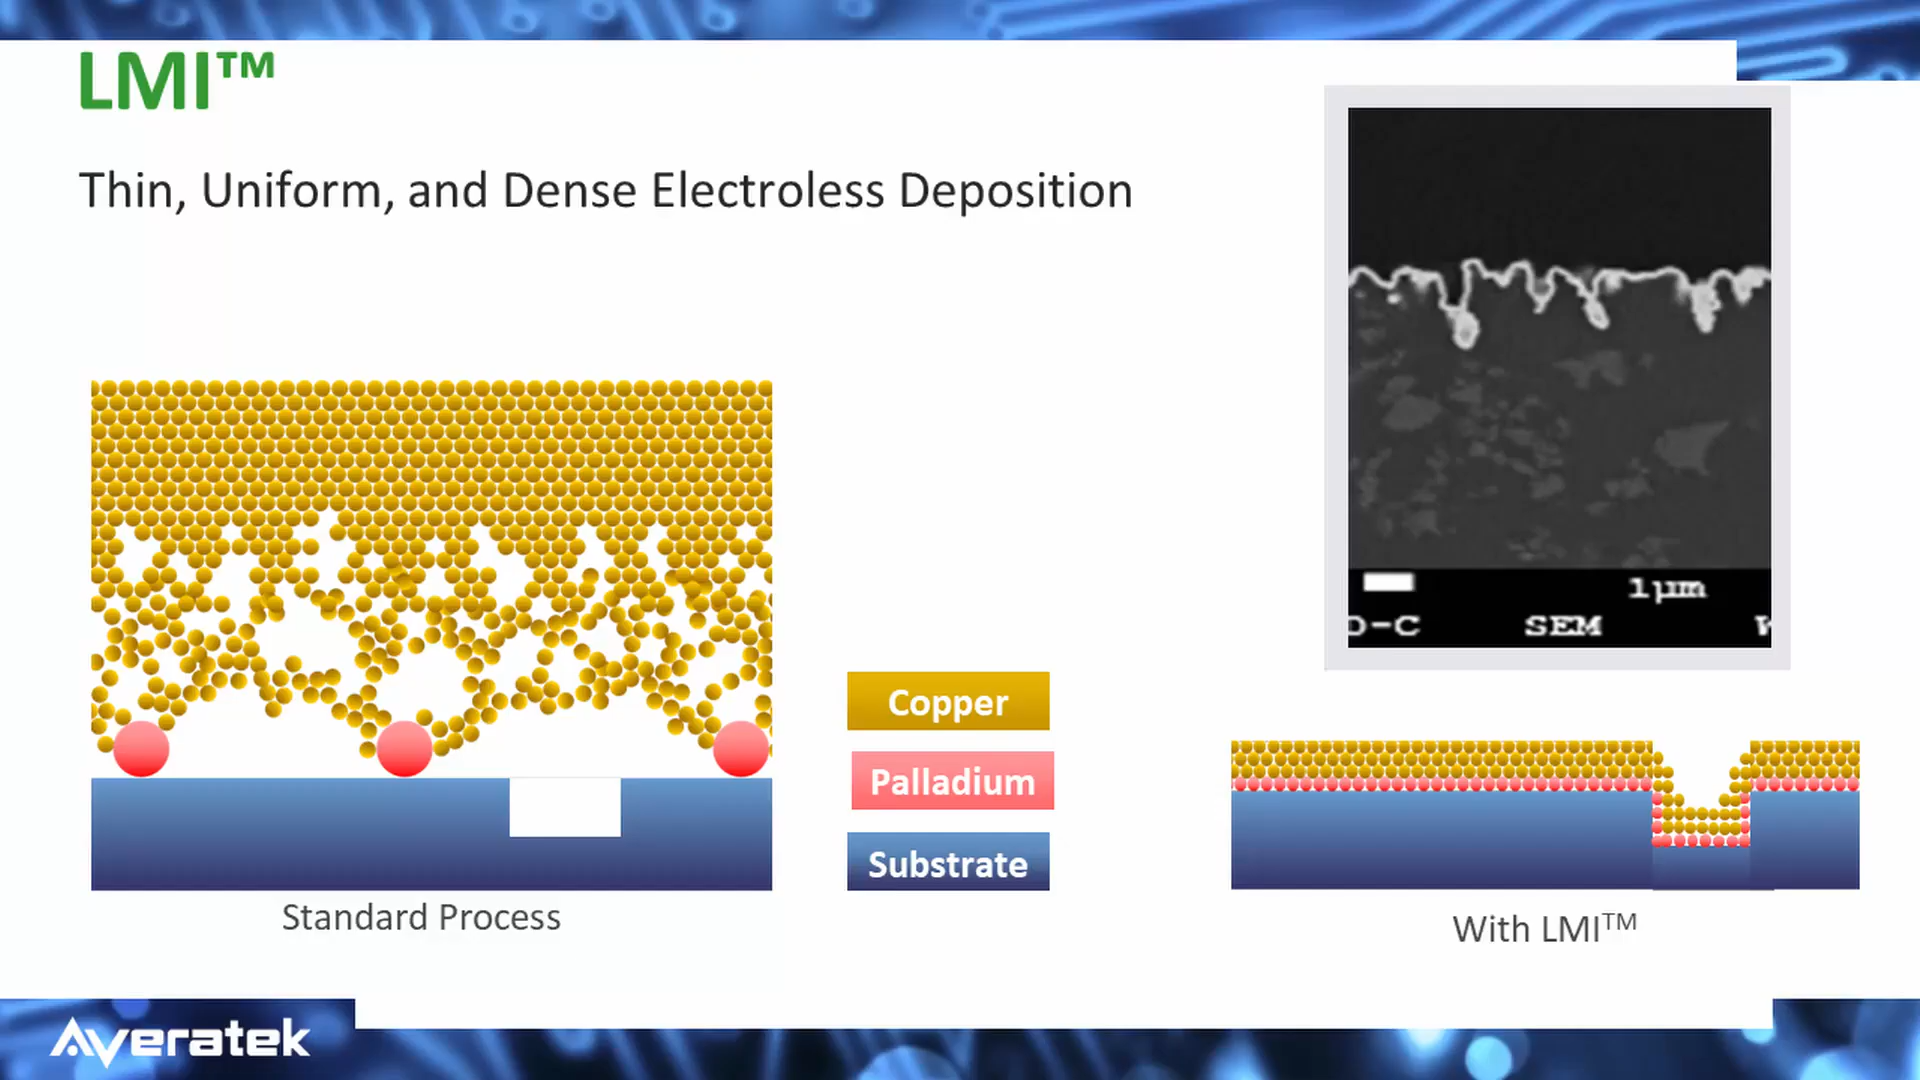 LMI™
Thin, Uniform, and Dense Electroless Deposition
1μm
SEM
Copper
Palladium
Substrate
Standard Process
With LMI™
Averatek